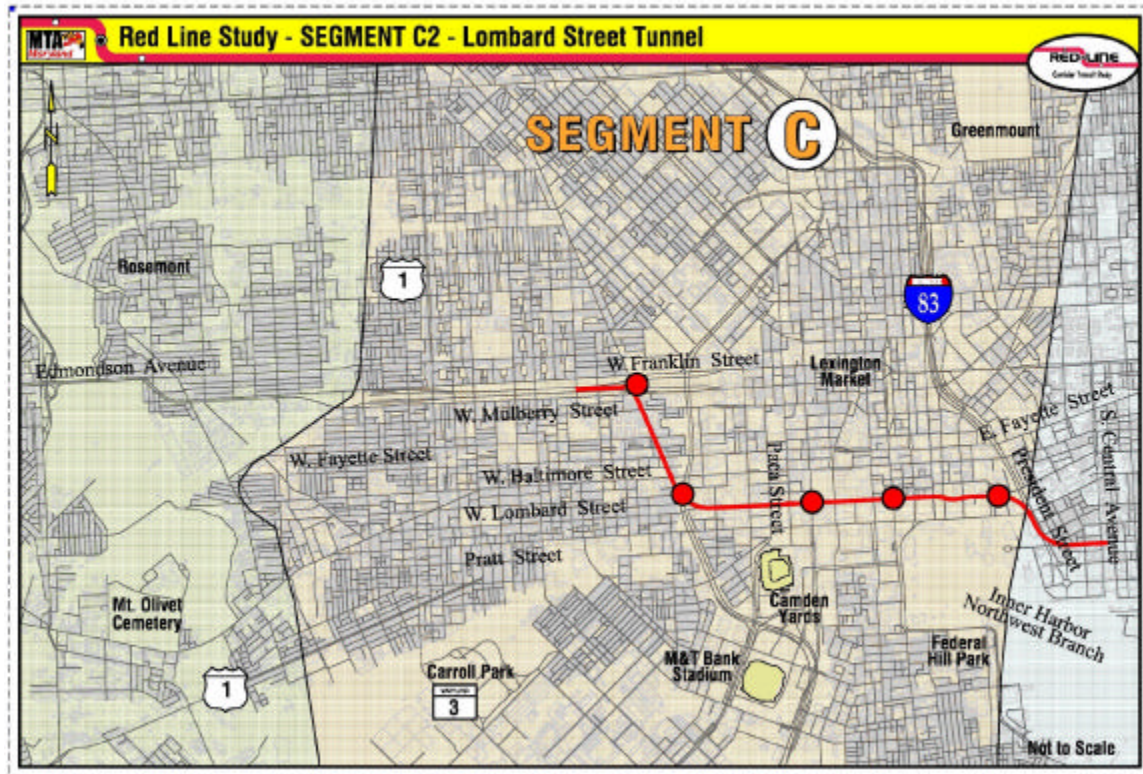 MTA
Maryland
Red Line Study - SEGMENT C2 - Lombard Street Tunnel
RED LINE
Corridor Transit Study
N
SEGMENT C
Greenmount
Rosemont
1
83
Edmondson Avenue
W. Franklin Street
Lexington
Market
W. Mulberry Street
E. Fayette Street
S. Central Avenue
W. Fayette Street
W. Baltimore Street
Paca Street
President Street
W. Lombard Street
Pratt Street
Mt. Olivet
Cemetery
Camden
Yards
Inner Harbor
Northwest Branch
Federal
Hill Park
M&T Bank
Stadium
Carroll Park
1
3
Not to Scale